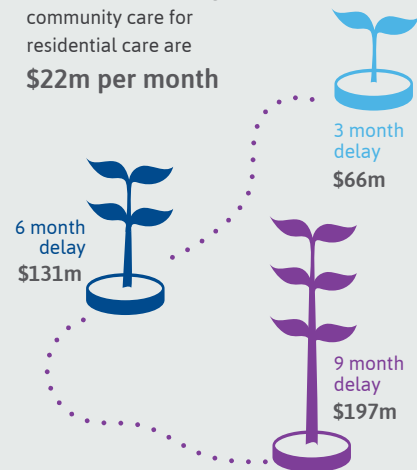 community care for
residential care are
$22m per month
3 month
delay
$66m
6 month
delay
$131m
9 month
delay
$197m